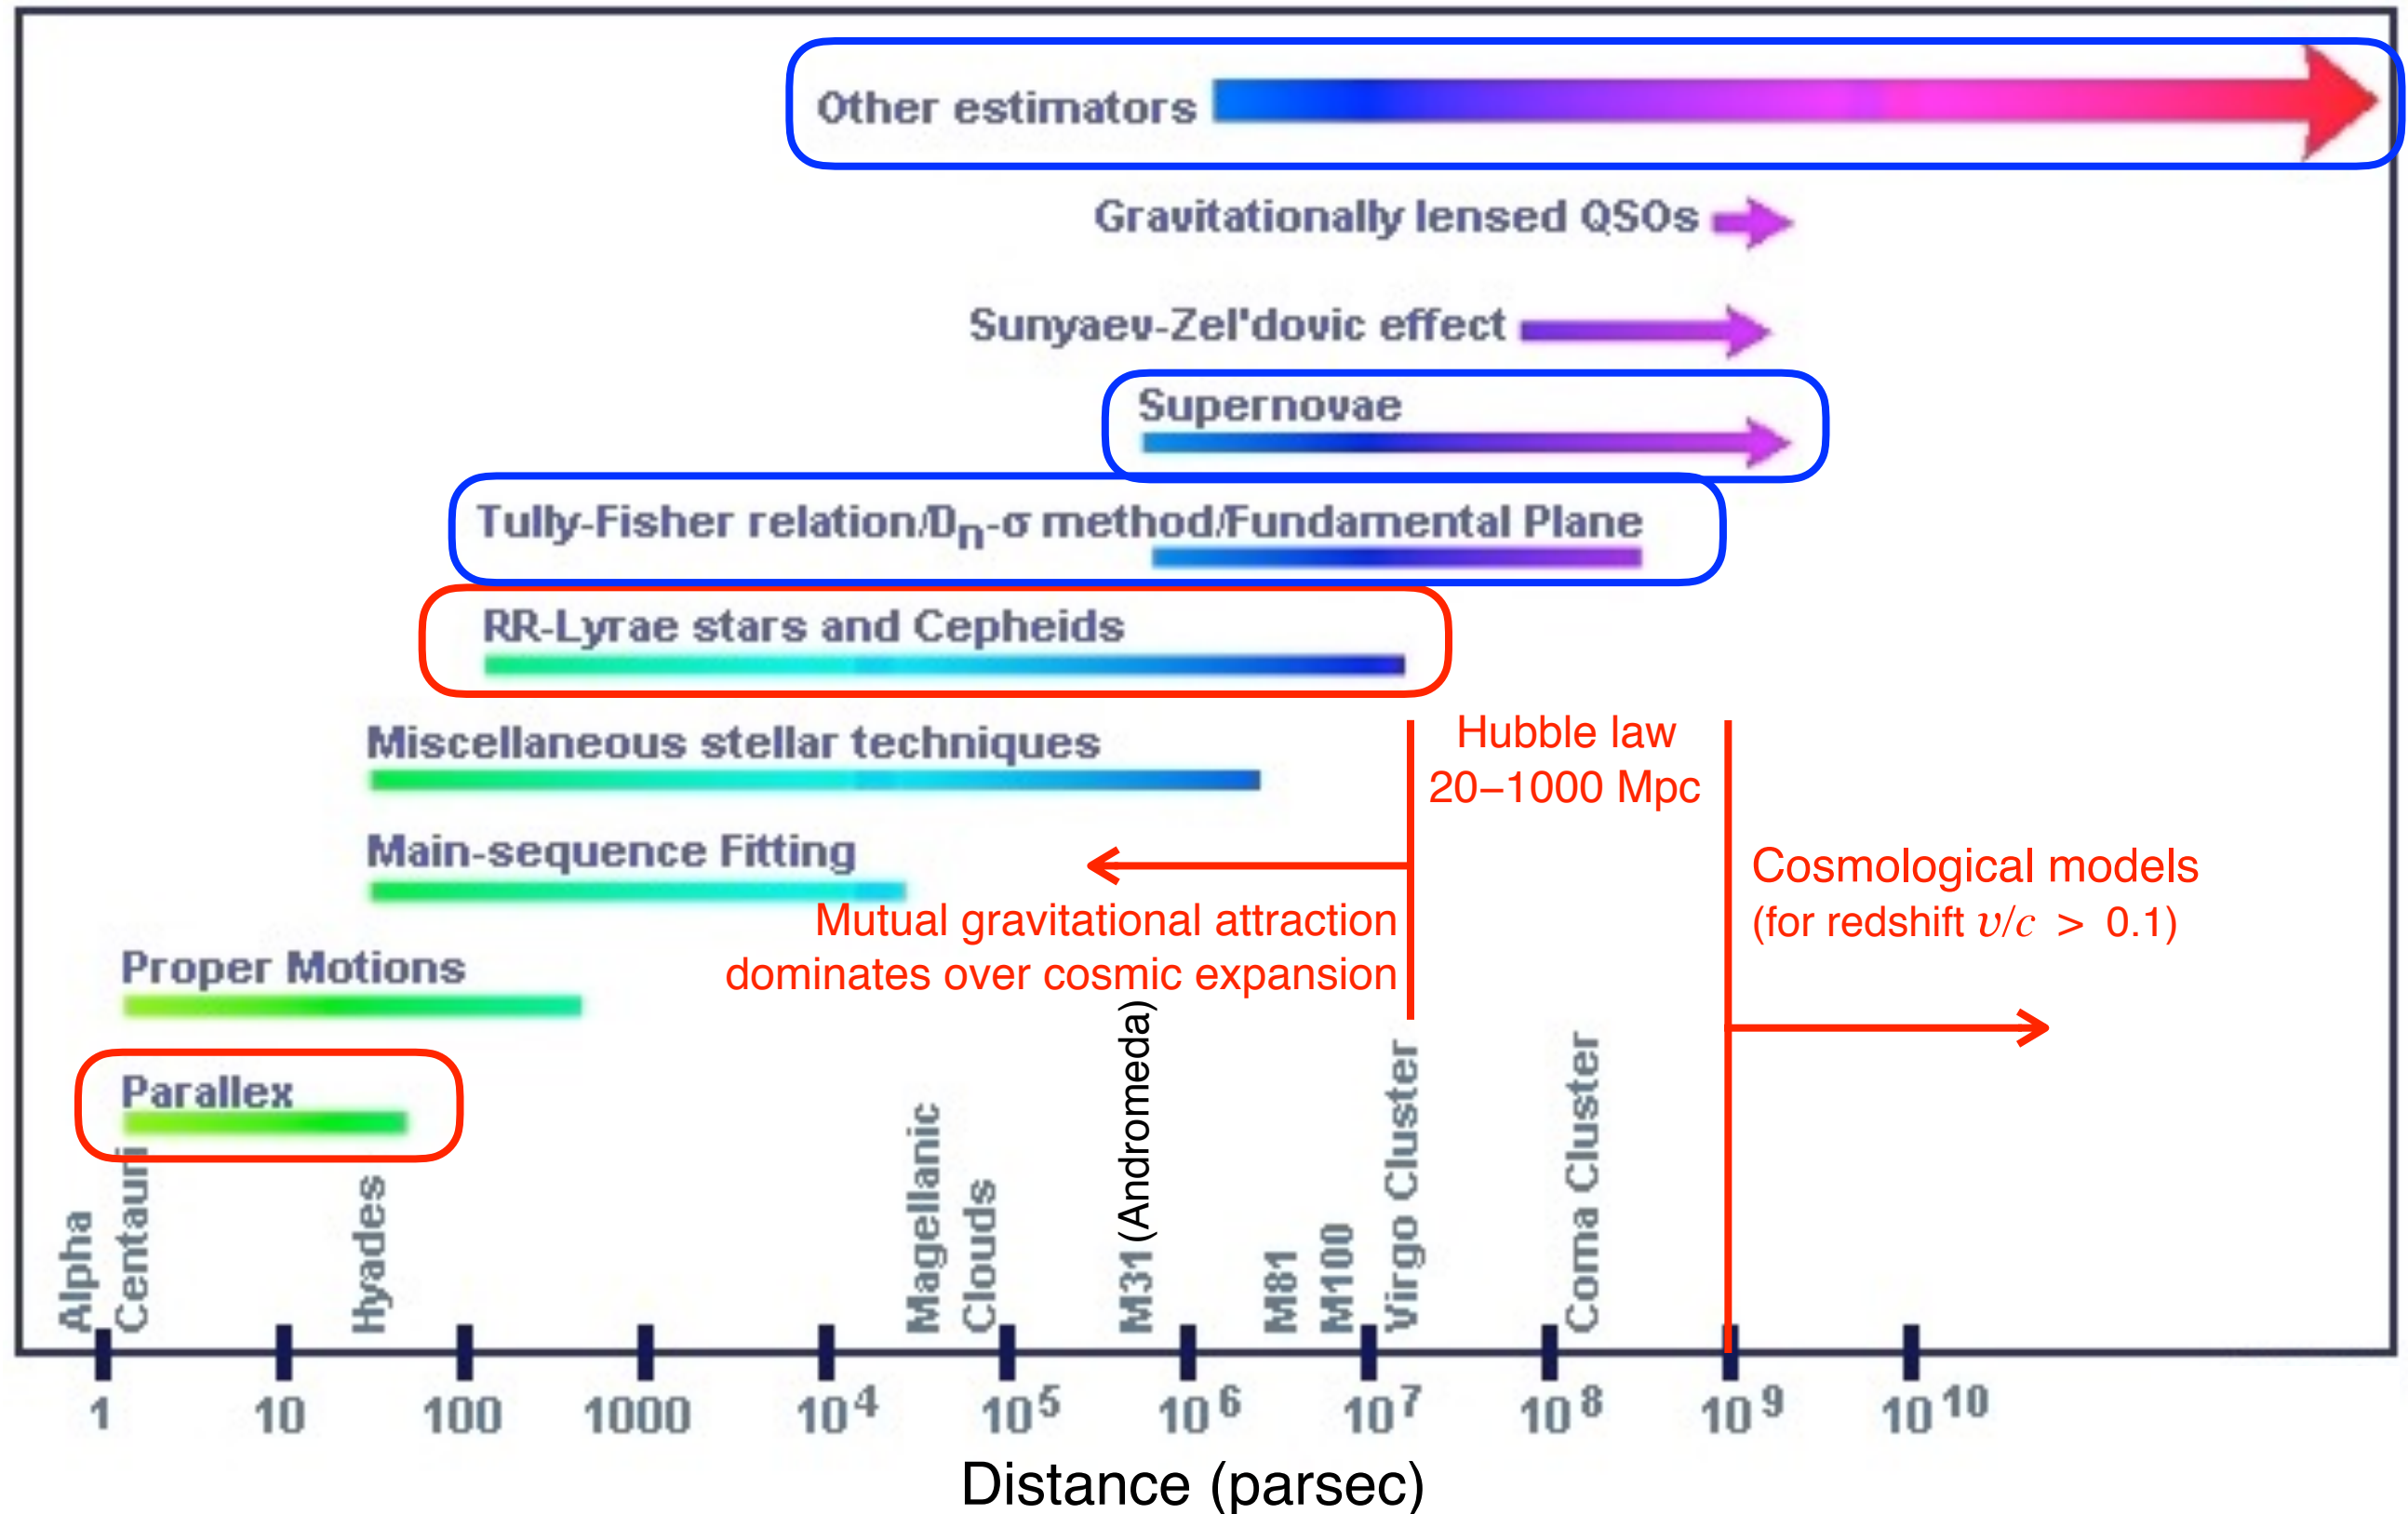 Other estimators
Gravitationally lensed QSOs
Sunyaev-Zel'dovic effect
Supernovae
Tully-Fisher relation/Dn-σ method/Fundamental Plane
RR-Lyrae stars and Cepheids
Miscellaneous stellar techniques
Hubble law
20–1000 Mpc
Main-sequence Fitting
Cosmological models
(for redshift v/c > 0.1)
Mutual gravitational attraction
dominates over cosmic expansion
Proper Motions
Parallex
Alpha
Centauri
Hyades
Magellanic
Clouds
M31 (Andromeda)
M81
M100
Virgo Cluster
Coma Cluster
1 10 100 1000 10^4 10^5 10^6 10^7 10^8 10^9 10^10
Distance (parsec)